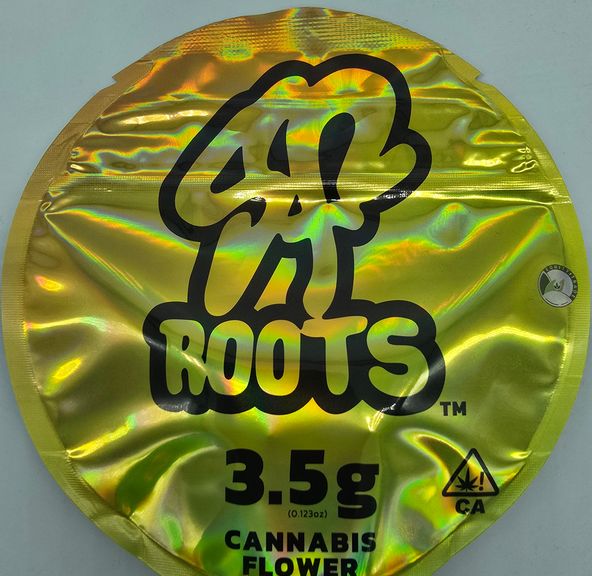 ROOTS
TM
3.5g
(0.123oz)
!
CA
CANNABIS
FLOWER